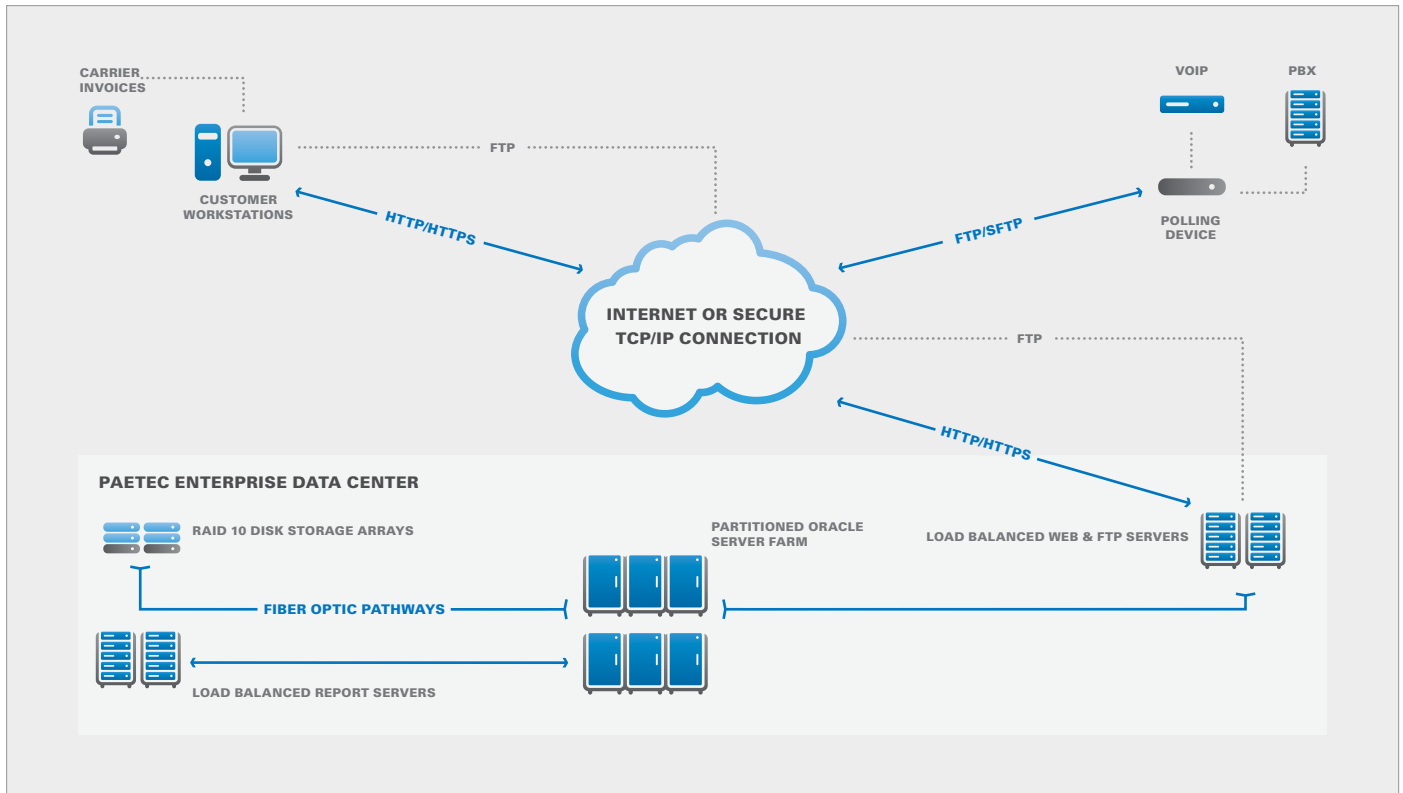 CARRIER
INVOICES
VOIP
PBX
FTP
CUSTOMER
WORKSTATIONS
HTTP/HTTPS
FTP/SFTP
POLLING
DEVICE
INTERNET OR SECURE
TCP/IP CONNECTION
FTP
HTTP/HTTPS
PAETEC ENTERPRISE DATA CENTER
RAID 10 DISK STORAGE ARRAYS
PARTITIONED ORACLE
SERVER FARM
LOAD BALANCED WEB & FTP SERVERS
FIBER OPTIC PATHWAYS
LOAD BALANCED REPORT SERVERS